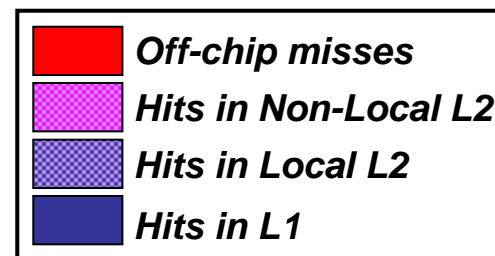 Off-chip misses
Hits in Non-Local L2
Hits in Local L2
Hits in L1